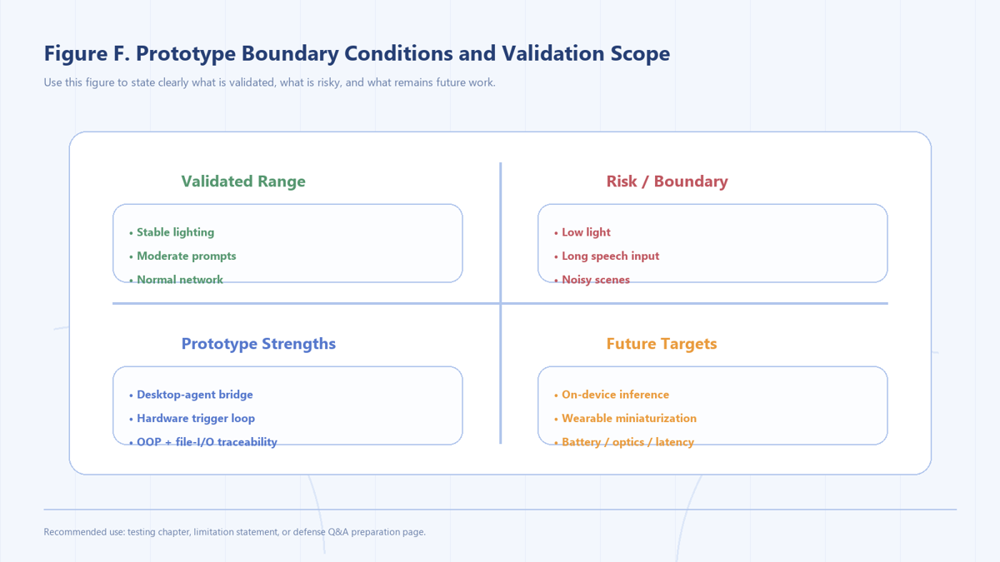 Figure F. Prototype Boundary Conditions and Validation Scope
Use this figure to state clearly what is validated, what is risky, and what remains future work.
Validated Range
• Stable lighting
• Moderate prompts
• Normal network
Risk / Boundary
• Low light
• Long speech input
• Noisy scenes
Prototype Strengths
• Desktop-agent bridge
• Hardware trigger loop
• OOP + file-I/O traceability
Future Targets
• On-device inference
• Wearable miniaturization
• Battery / optics / latency
Recommended use: testing chapter, limitation statement, or defense Q&A preparation page.